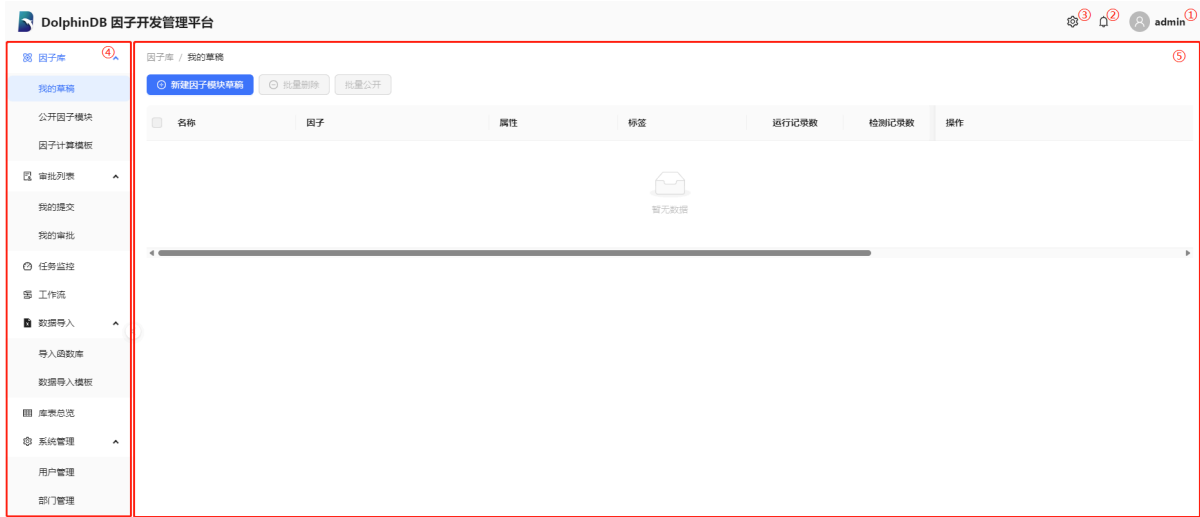 DolphinDB 因子开发管理平台
③ ② admin ①
④
因子库
我的草稿
公开因子模块
因子计算模板
审批列表
我的提交
我的审批
任务监控
工作流
数据导入
导入函数库
数据导入模板
库表总览
系统管理
用户管理
部门管理
因子库 / 我的草稿
⑤
新建因子模块草稿 批量删除 批量公开
名称 因子 属性 标签 运行记录数 检测记录数 操作
暂无数据